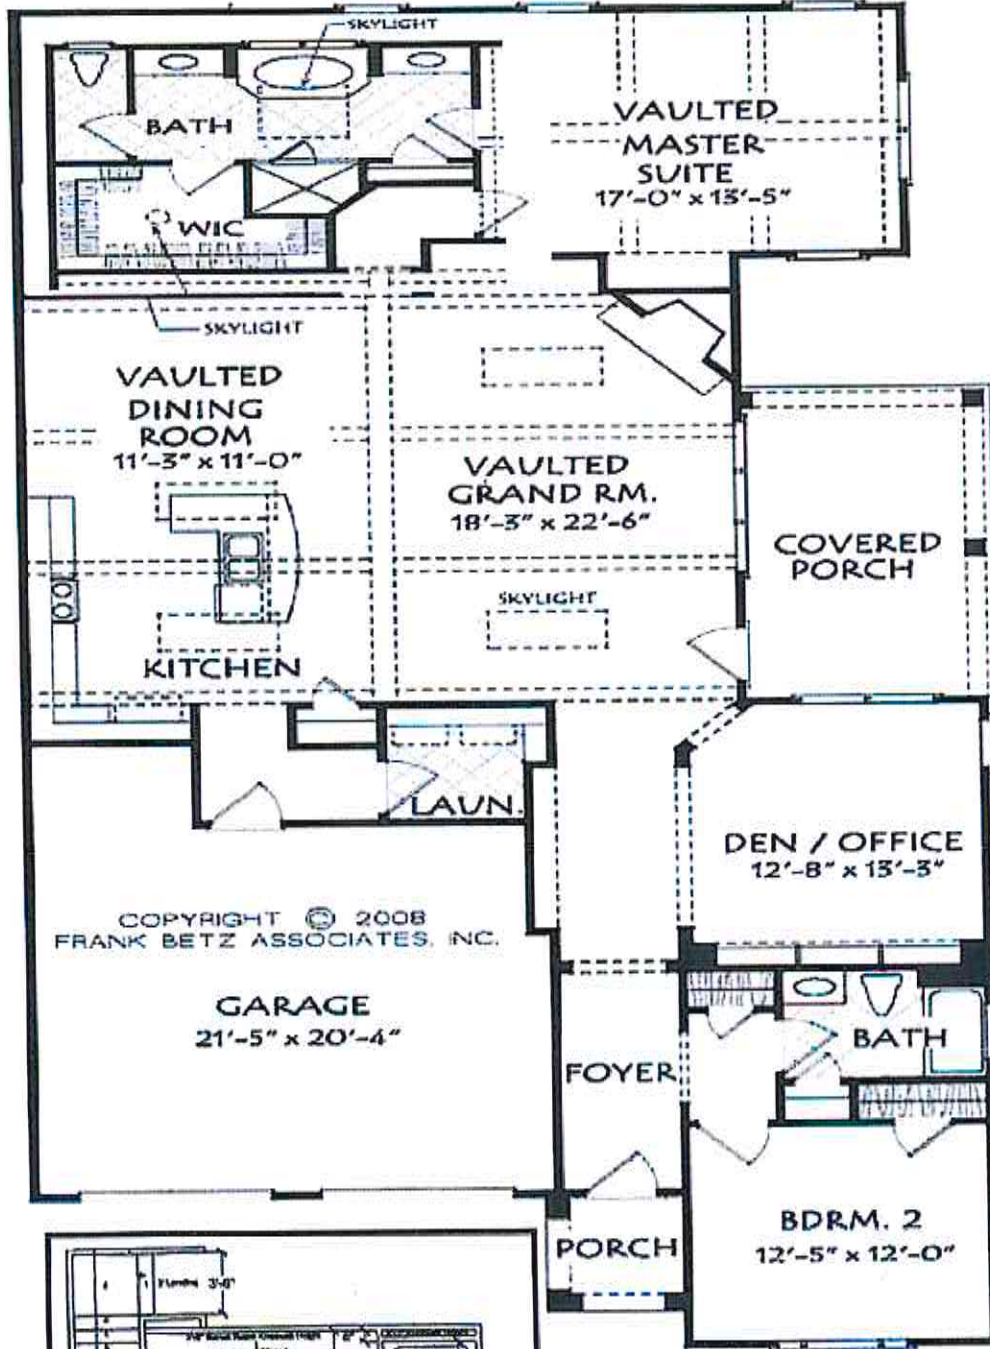 SKYLIGHT
BATH
VAULTED
MASTER
SUITE
17'-0" x 13'-5"
WIC
SKYLIGHT
VAULTED
DINING
ROOM
11'-3" x 11'-0"
VAULTED
GRAND RM.
18'-3" x 22'-6"
COVERED
PORCH
SKYLIGHT
KITCHEN
LAUN.
DEN / OFFICE
12'-8" x 13'-3"
COPYRIGHT © 2008
FRANK BETZ ASSOCIATES, INC.
GARAGE
21'-5" x 20'-4"
BATH
FOYER
BDRM. 2
12'-5" x 12'-0"
PORCH
3'-6"